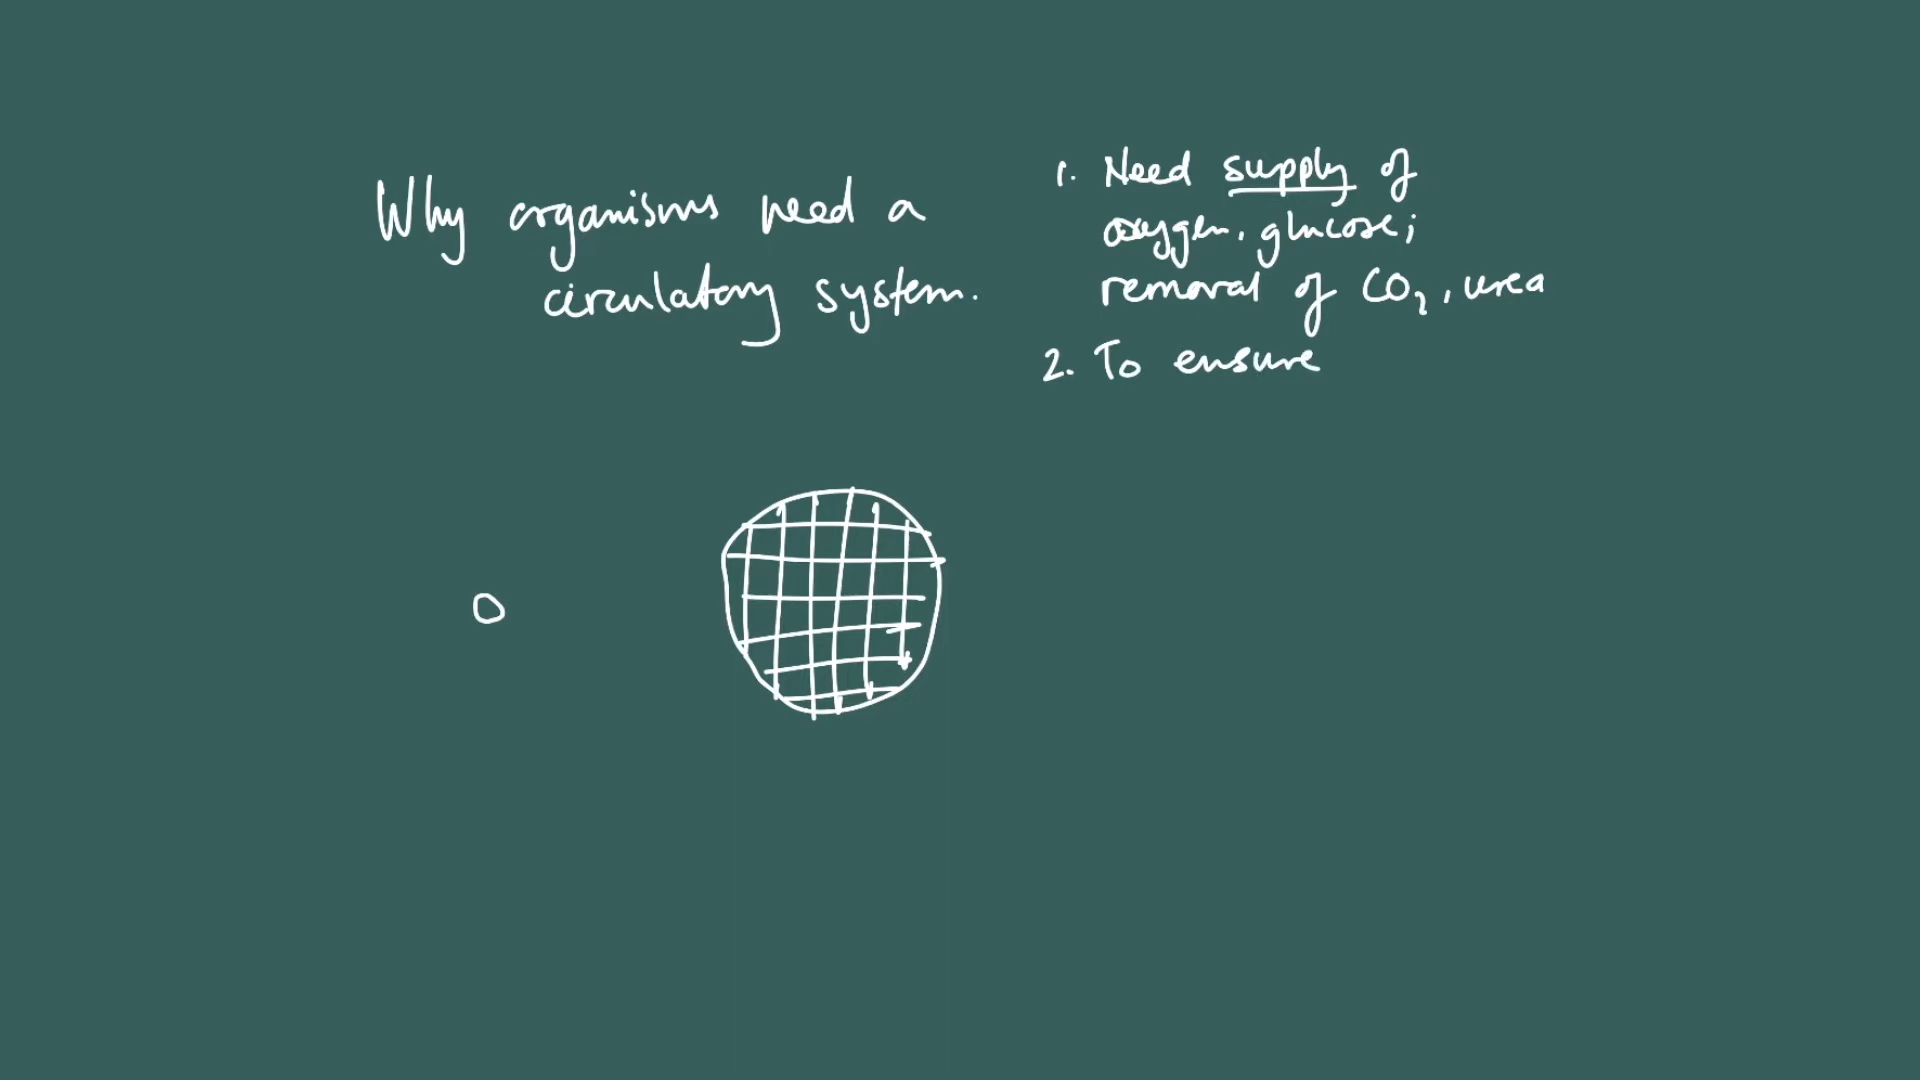 Why organisms need a
circulatory system.
1. Need supply of
oxygen, glucose;
removal of CO₂, urea
2. To ensure